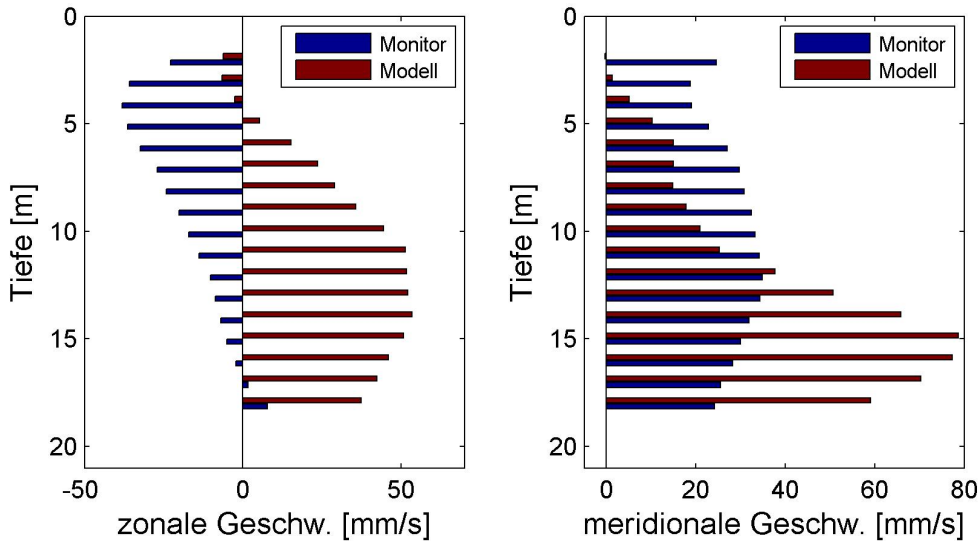 0
5
10
15
20
Tiefe [m]
-50
0
50
zonale Geschw. [mm/s]
Monitor
Modell
0
5
10
15
20
Tiefe [m]
0
20
40
60
80
meridionale Geschw. [mm/s]
Monitor
Modell